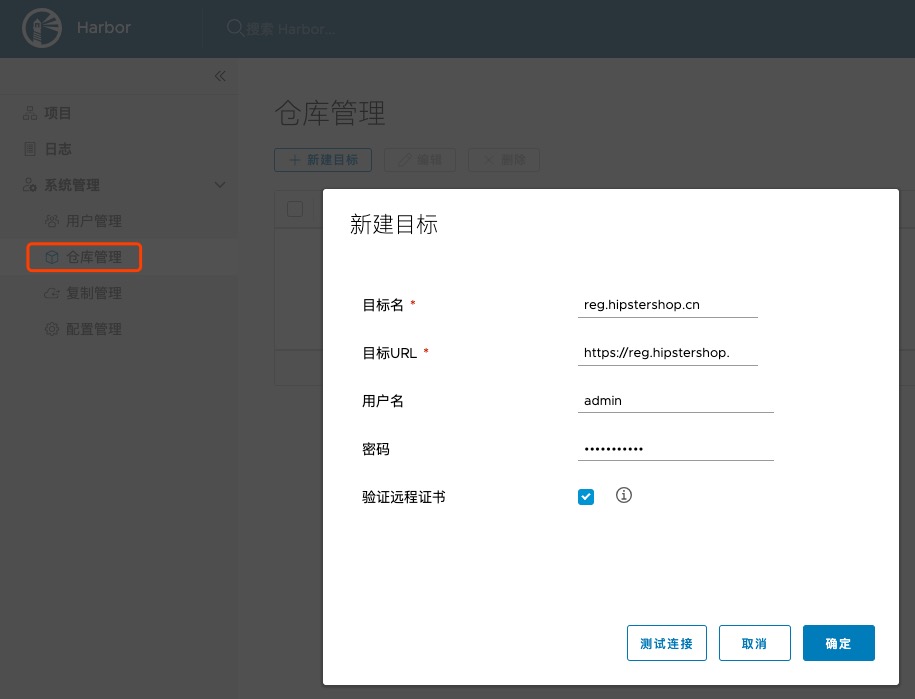 Harbor
搜索 Harbor...
项目
日志
系统管理
用户管理
仓库管理
复制管理
配置管理
仓库管理
新建目标
编辑
删除
新建目标
目标名 *
reg.hipstershop.cn
目标URL *
https://reg.hipstershop.
用户名
admin
密码
•••••••••••
验证远程证书
测试连接
取消
确定